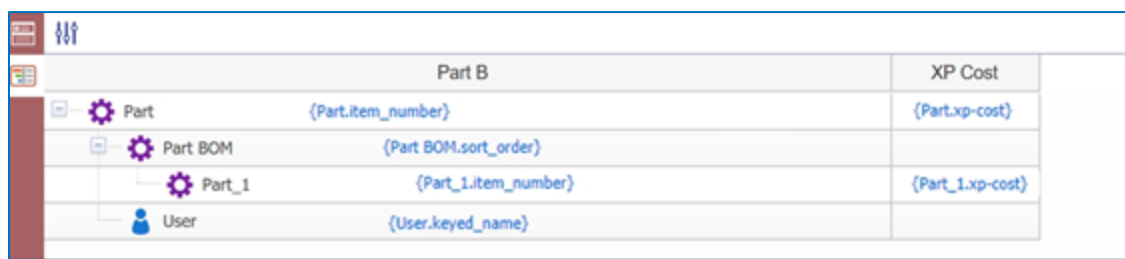 Part B XP Cost
Part {Part.item_number} {Part.xp-cost}
Part BOM {Part BOM.sort_order}
Part_1 {Part_1.item_number} {Part_1.xp-cost}
User {User.keyed_name}